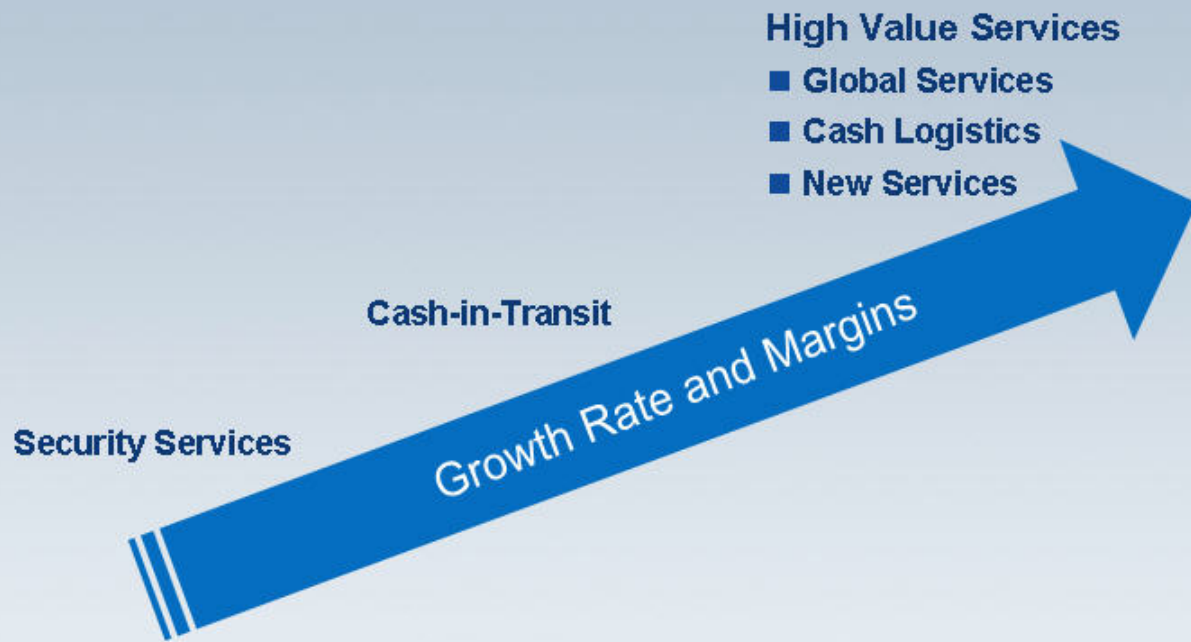 High Value Services
Global Services
Cash Logistics
New Services
Cash-in-Transit
Growth Rate and Margins
Security Services